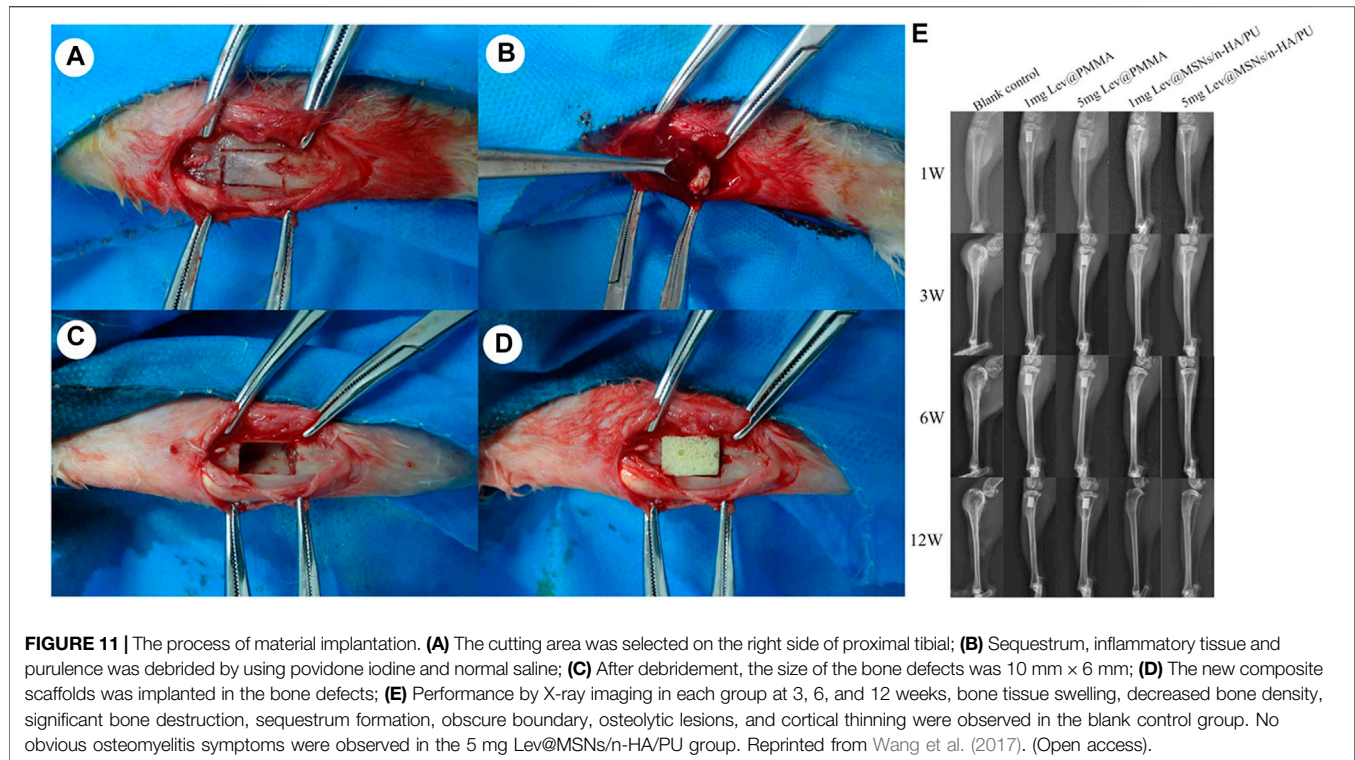 A
B
C
D
E
Blank control
1mg Lev@PMMA
5mg Lev@PMMA
1mg Lev@MSNs/n-HA/PU
5mg Lev@MSNs/n-HA/PU
1W
3W
6W
12W
FIGURE 11 | The process of material implantation. (A) The cutting area was selected on the right side of proximal tibial; (B) Sequestrum, inflammatory tissue and
purulence was debrided by using povidone iodine and normal saline; (C) After debridement, the size of the bone defects was 10 mm × 6 mm; (D) The new composite
scaffolds was implanted in the bone defects; (E) Performance by X-ray imaging in each group at 3, 6, and 12 weeks, bone tissue swelling, decreased bone density,
significant bone destruction, sequestrum formation, obscure boundary, osteolytic lesions, and cortical thinning were observed in the blank control group. No
obvious osteomyelitis symptoms were observed in the 5 mg Lev@MSNs/n-HA/PU group. Reprinted from Wang et al. (2017). (Open access).